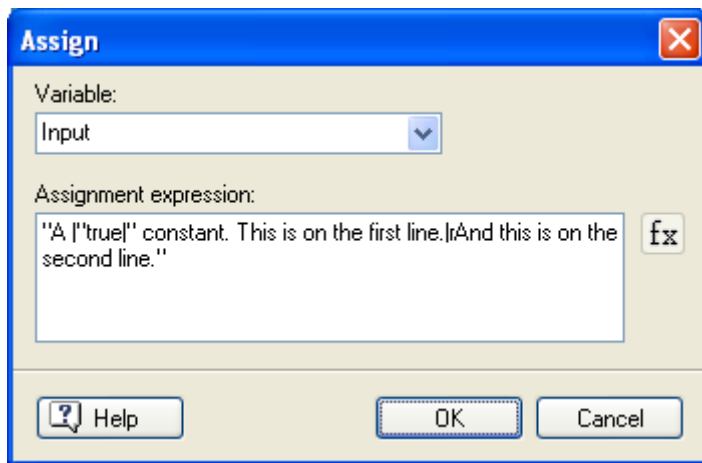 Assign
Variable:
Input
Assignment expression:
"A |"true|" constant. This is on the first line.|rAnd this is on the
second line."
fx
Help
OK
Cancel